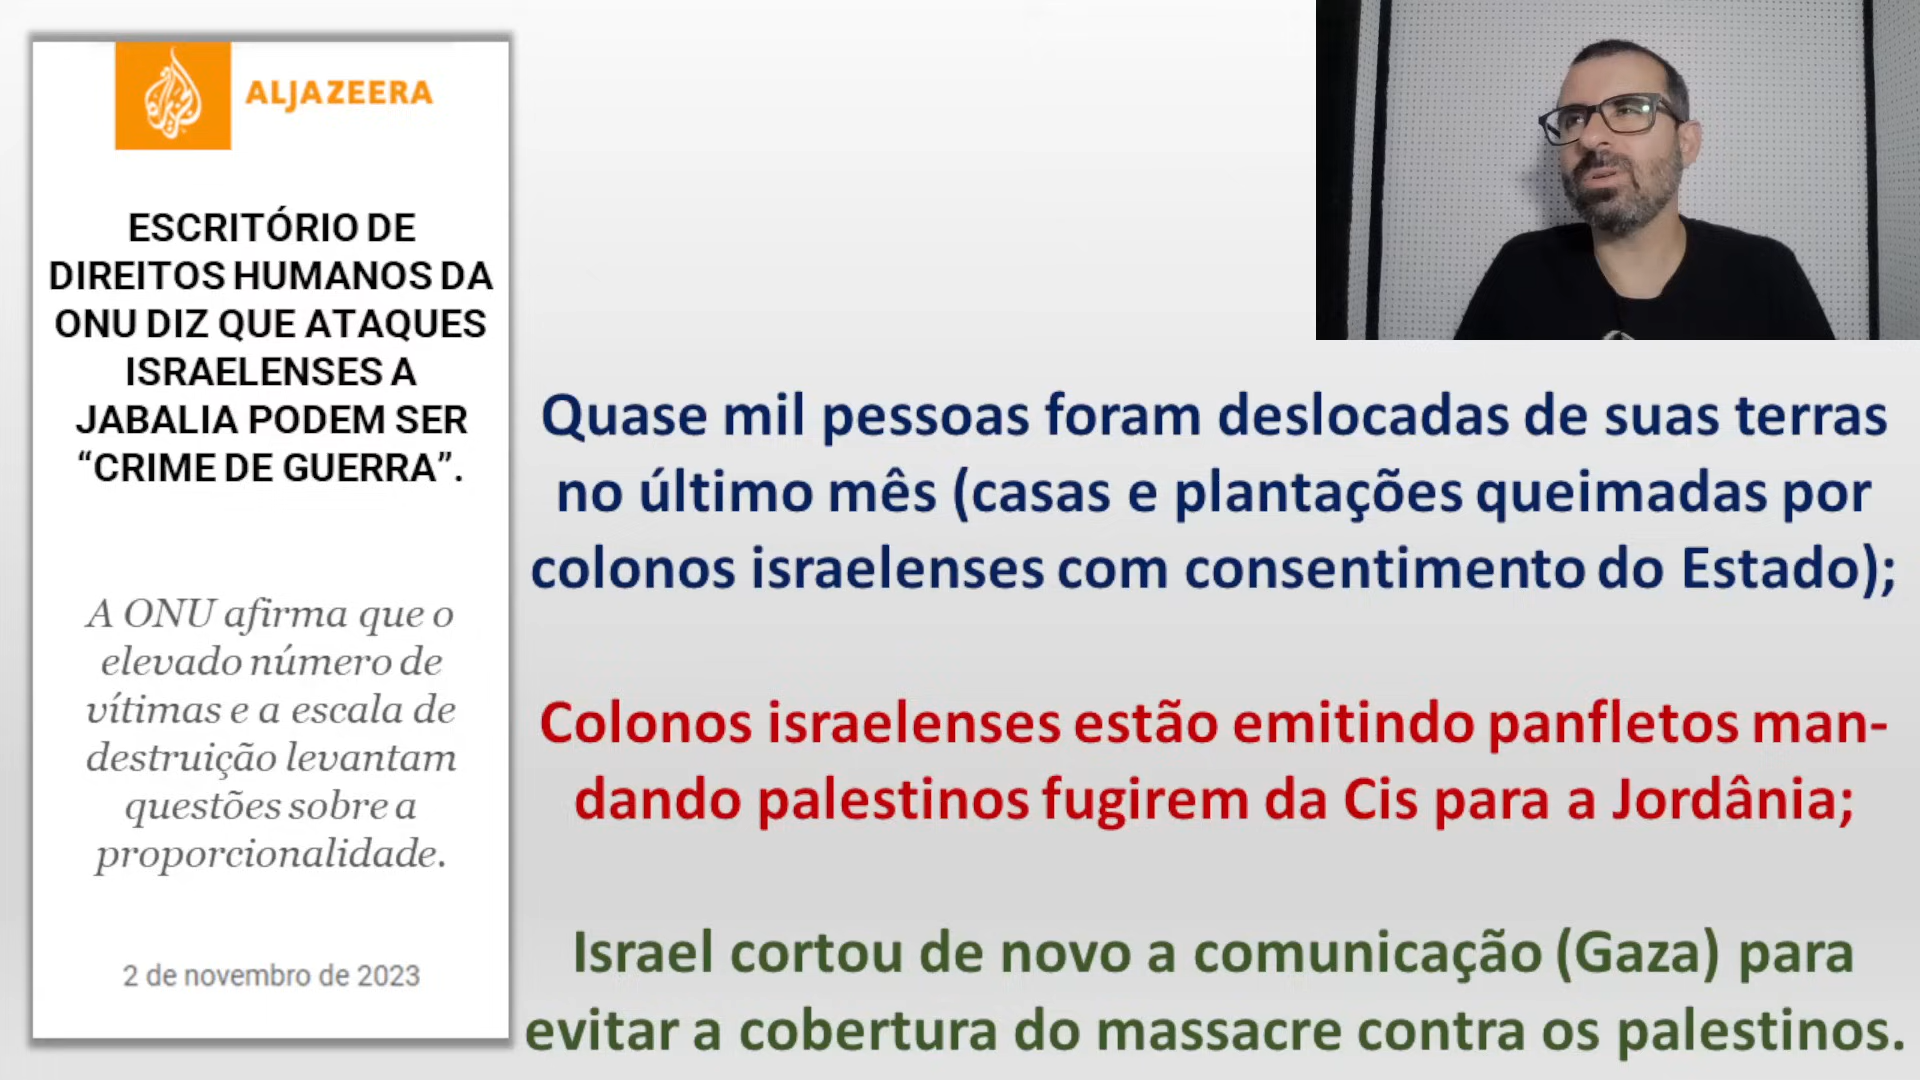 ALJAZEERA
ESCRITÓRIO DE
DIREITOS HUMANOS DA
ONU DIZ QUE ATAQUES
ISRAELENSES A
JABALIA PODEM SER
“CRIME DE GUERRA”.
A ONU afirma que o
elevado número de
vítimas e a escala de
destruição levantam
questões sobre a
proporcionalidade.
2 de novembro de 2023
Quase mil pessoas foram deslocadas de suas terras
no último mês (casas e plantações queimadas por
colonos israelenses com consentimento do Estado);
Colonos israelenses estão emitindo panfletos man-
dando palestinos fugirem da Cis para a Jordânia;
Israel cortou de novo a comunicação (Gaza) para
evitar a cobertura do massacre contra os palestinos.